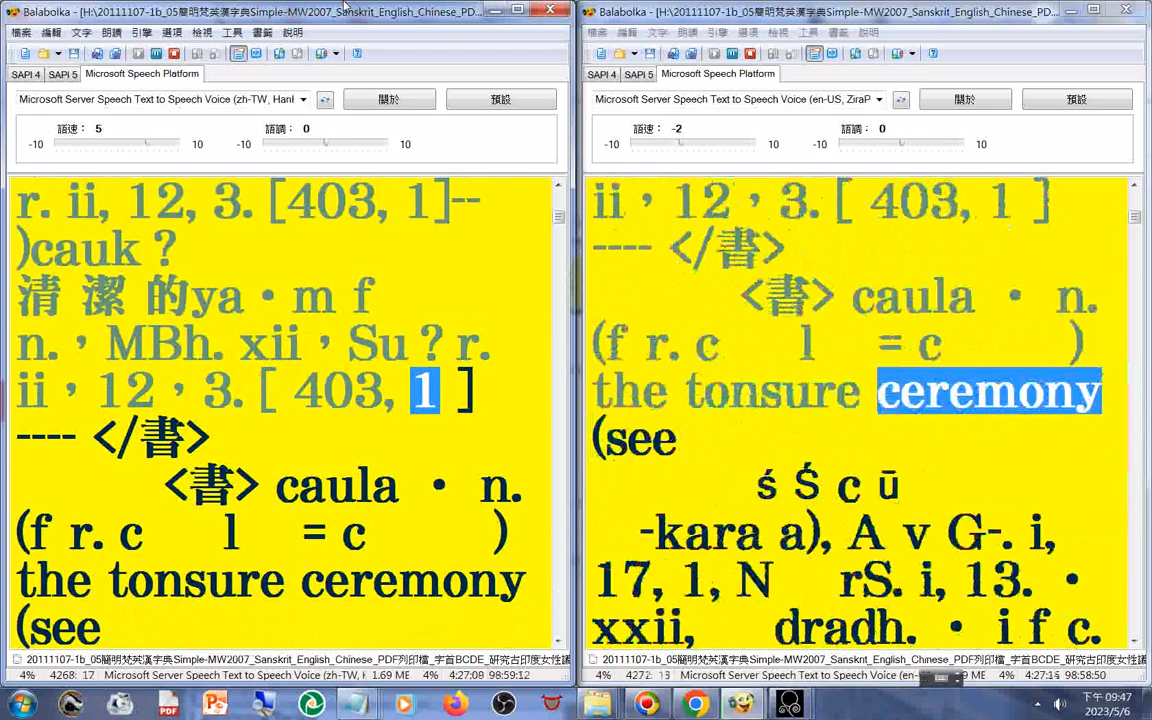 Balabolka - [H:\20111107-1b_05簡明梵英漢字典Simple-MW2007_Sanskrit_English_Chinese_PD...
檔案 編輯 文字 朗讀 引擎 選項 檢視 工具 書籤 說明
SAPI 4 SAPI 5 Microsoft Speech Platform
Microsoft Server Speech Text to Speech Voice (zh-TW, Hanl
關於 預設
語速： 5 語調： 0
-10 10 -10 10
r. ii, 12, 3. [403, 1]--
)cauk ?
清 潔 的ya・m f
n.，MBh. xii，Su ? r.
ii，12，3. [ 403, 1 ]
---- </書>
<書> caula ・ n.
(f r. c l = c )
the tonsure ceremony
(see
20111107-1b_05簡明梵英漢字典Simple-MW2007_Sanskrit_English_Chinese_PDF列印檔_字首BCDE_研究古印度女性議
4% 4268: 17 Microsoft Server Speech Text to Speech Voice (zh-TW, H 1.69 MB 4% 4:27:09 98:59:12
Balabolka - [H:\20111107-1b_05簡明梵英漢字典Simple-MW2007_Sanskrit_English_Chinese_PD...
檔案 編輯 文字 朗讀 引擎 選項 檢視 工具 書籤 說明
SAPI 4 SAPI 5 Microsoft Speech Platform
Microsoft Server Speech Text to Speech Voice (en-US, ZiraP
關於 預設
語速： -2 語調： 0
-10 10 -10 10
ii，12，3. [ 403, 1 ]
---- </書>
<書> caula ・ n.
(f r. c l = c )
the tonsure ceremony
(see
ś Ś c ū
-kara a), A v G-. i,
17, 1, N rS. i, 13. ・
xxii, dradh. ・ i f c.
20111107-1b_05簡明梵英漢字典Simple-MW2007_Sanskrit_English_Chinese_PDF列印檔_字首BCDE_研究古印度女性議
4% 4272: 13 Microsoft Server Speech Text to Speech Voice (en-U 4% 4:27:15 98:58:50
下午 09:47
2023/5/6